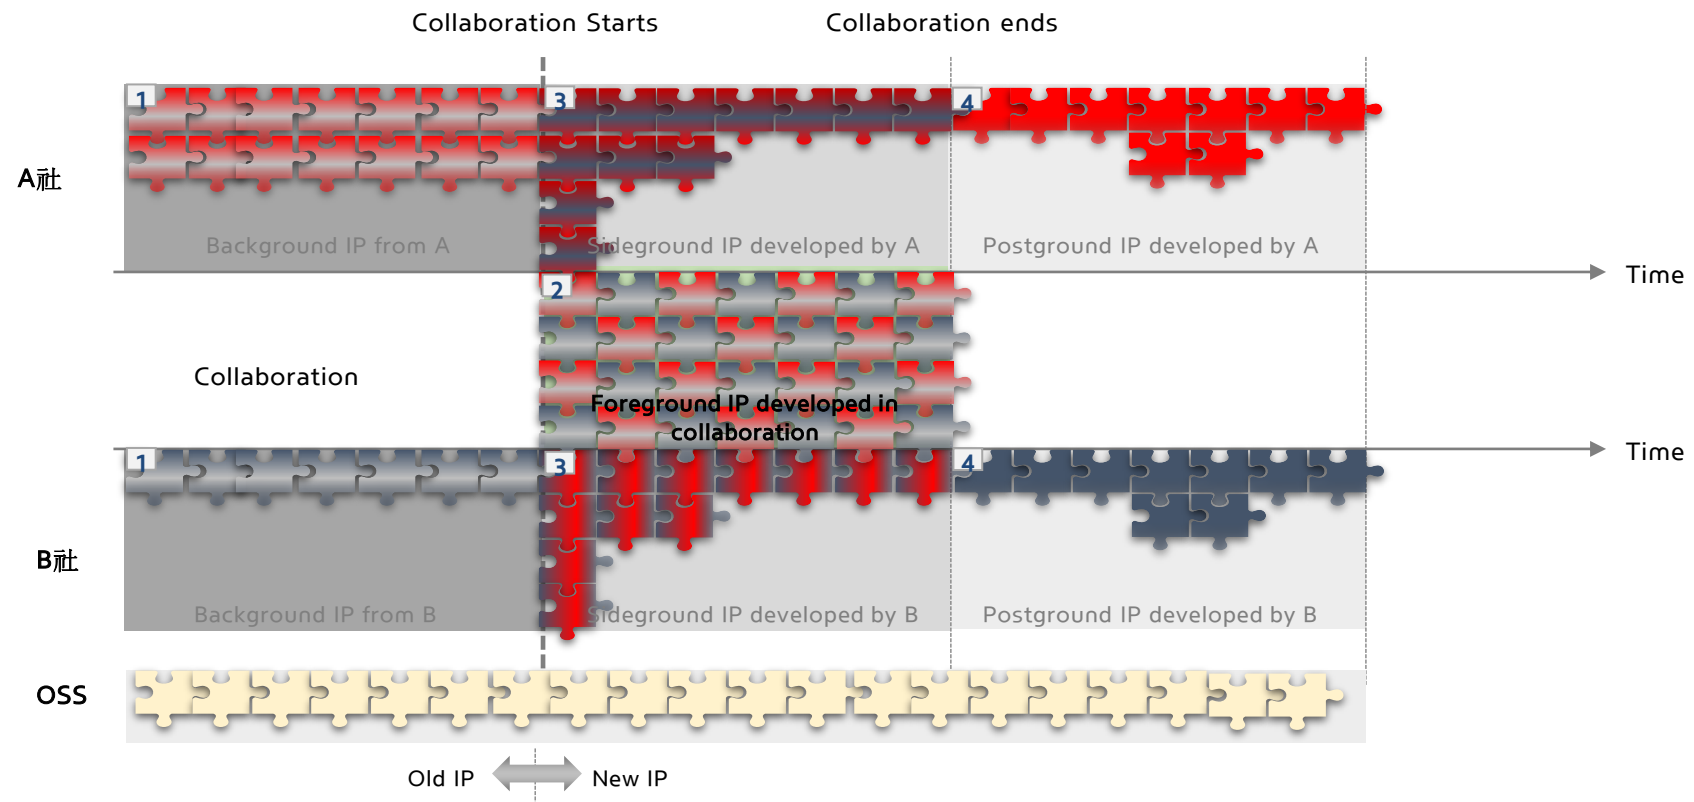 Collaboration Starts
Collaboration ends
1
3
4
A社
Background IP from A
Sideground IP developed by A
Postground IP developed by A
Time
2
Collaboration
Foreground IP developed in
collaboration
Time
1
3
4
B社
Background IP from B
Sideground IP developed by B
Postground IP developed by B
OSS
Old IP
New IP